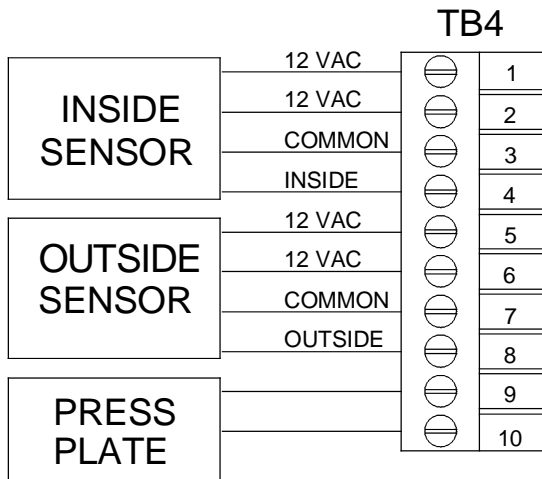 TB4
INSIDE
SENSOR
12 VAC
12 VAC
COMMON
INSIDE
1
2
3
4
OUTSIDE
SENSOR
12 VAC
12 VAC
COMMON
OUTSIDE
5
6
7
8
PRESS
PLATE
9
10